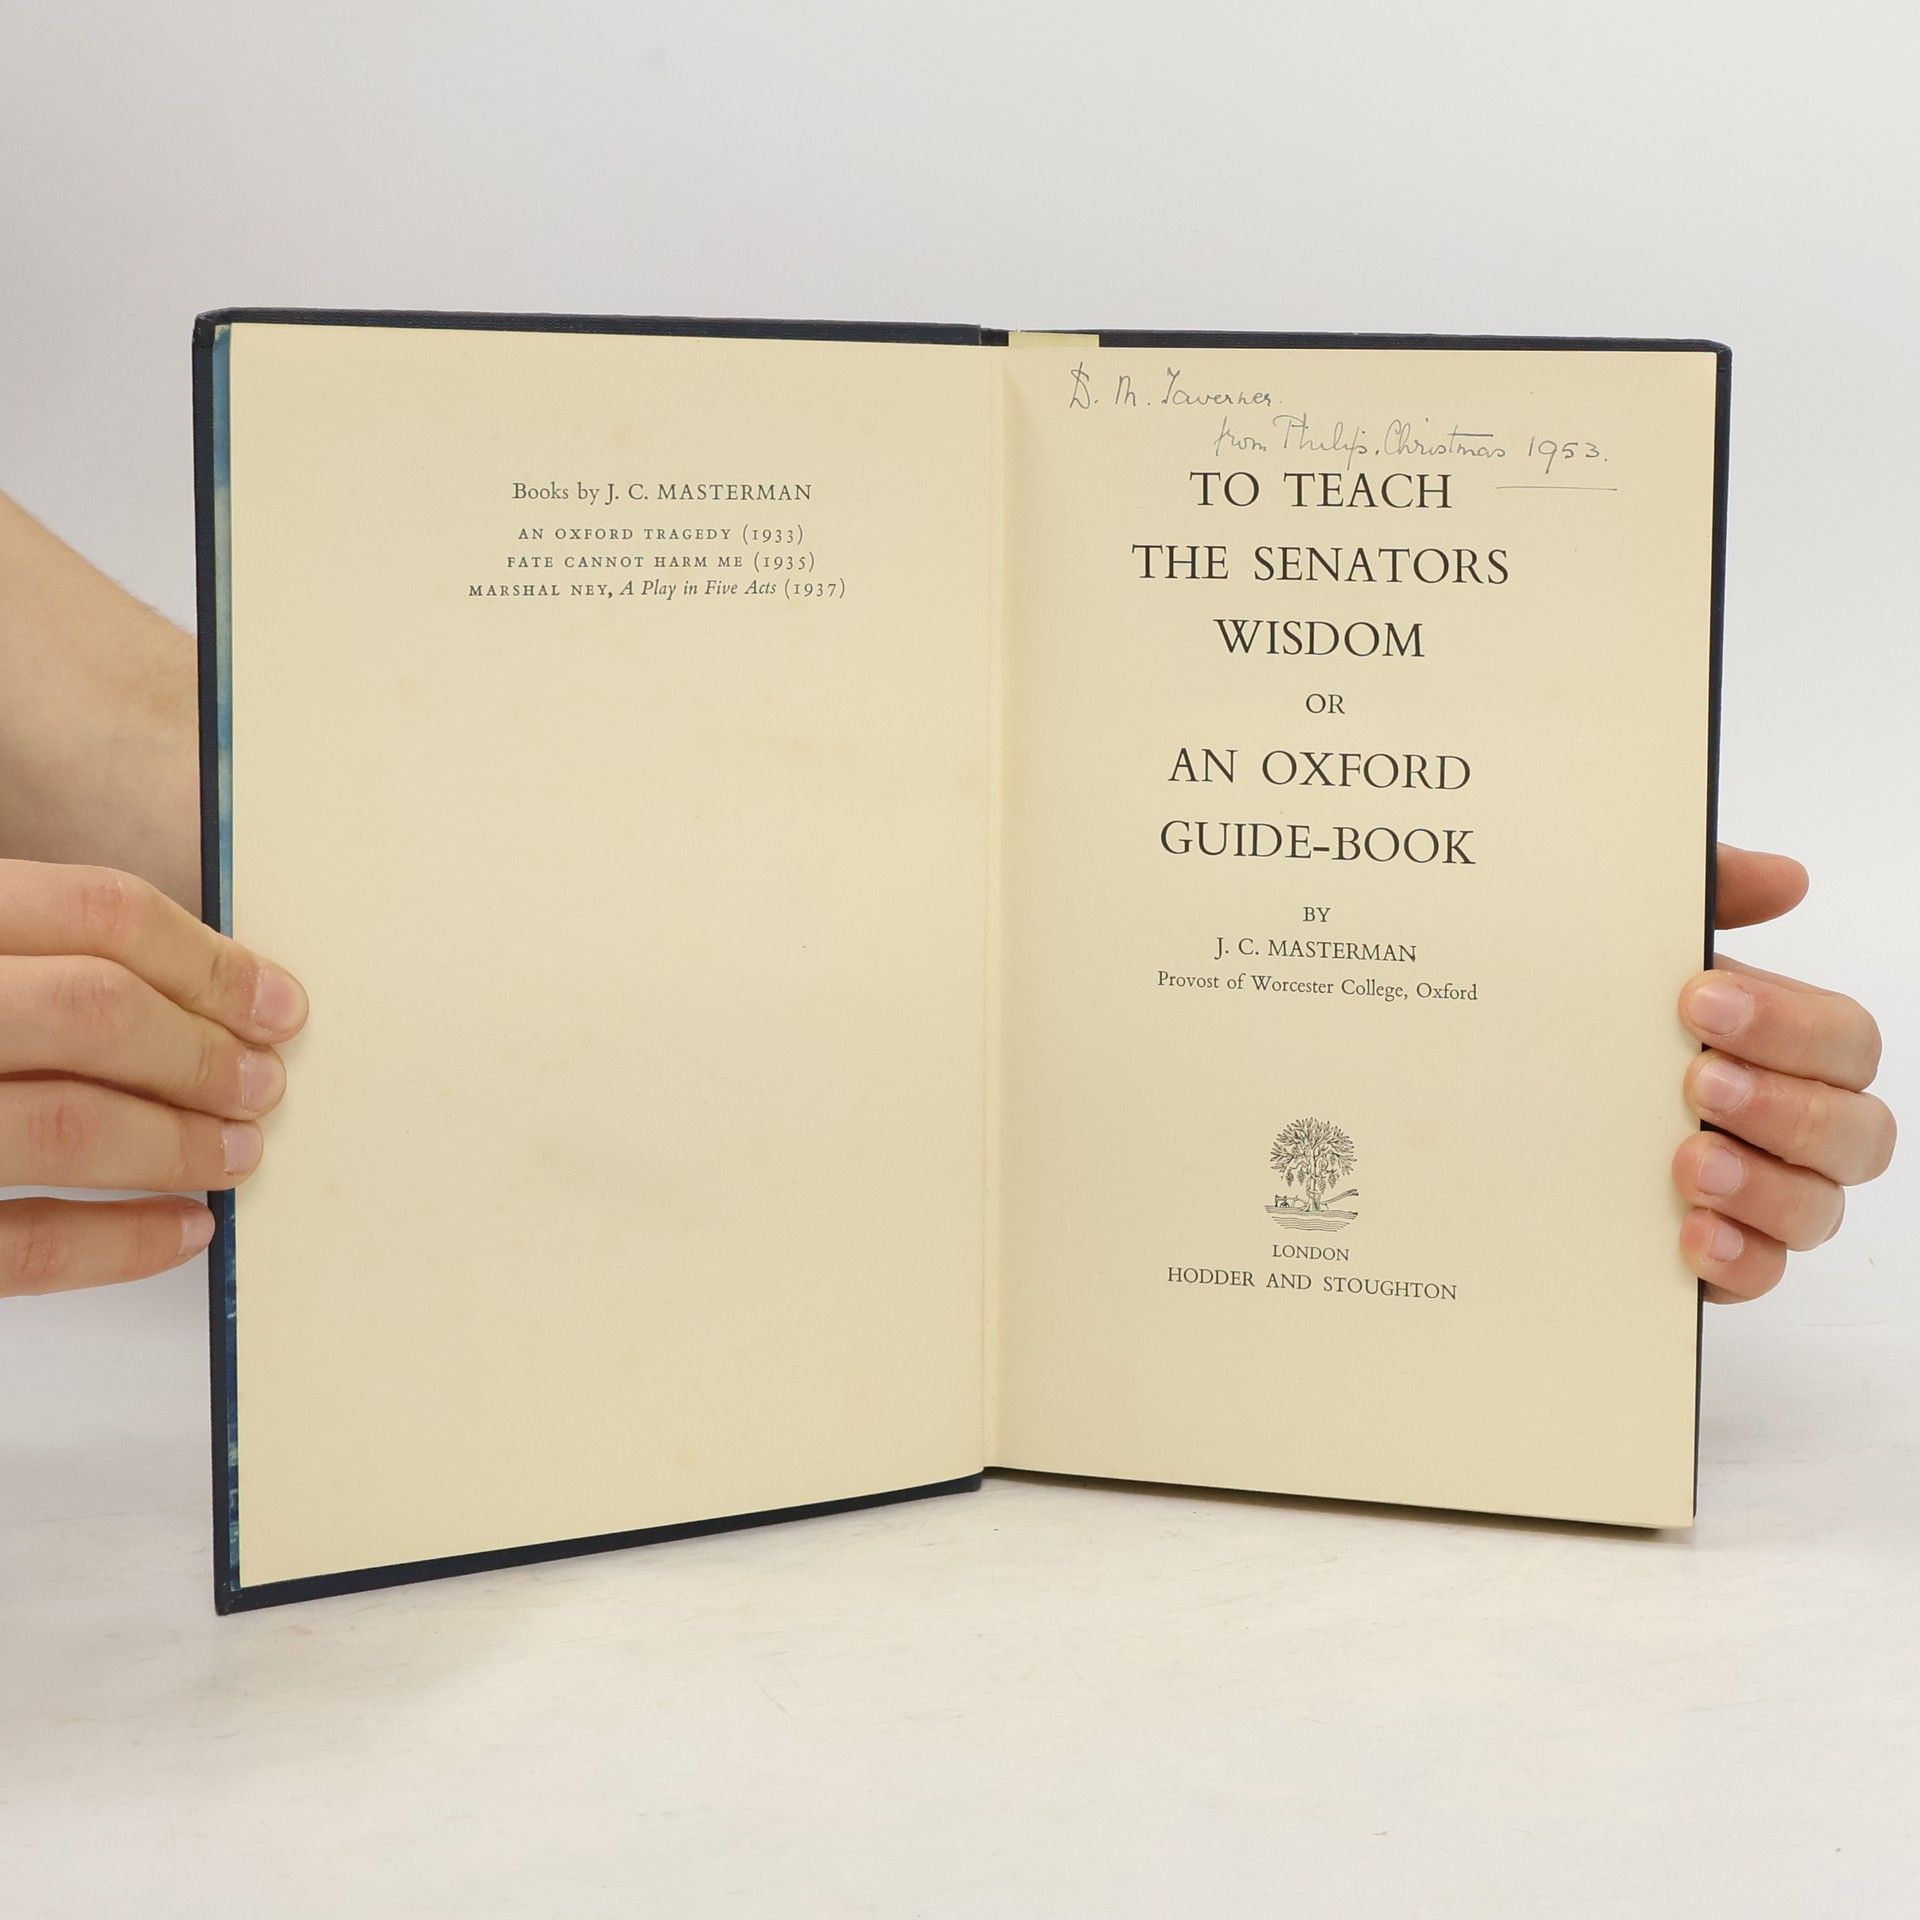 Books by J. C. MASTERMAN
AN OXFORD TRAGEDY (1933)
FATE CANNOT HARM ME (1935)
MARSHAL NEY, A Play in Five Acts (1937)
D. M. Taverner.
from Philip. Christmas 1953.
TO TEACH
THE SENATORS
WISDOM
OR
AN OXFORD
GUIDE-BOOK
BY
J. C. MASTERMAN
Provost of Worcester College, Oxford
LONDON
HODDER AND STOUGHTON